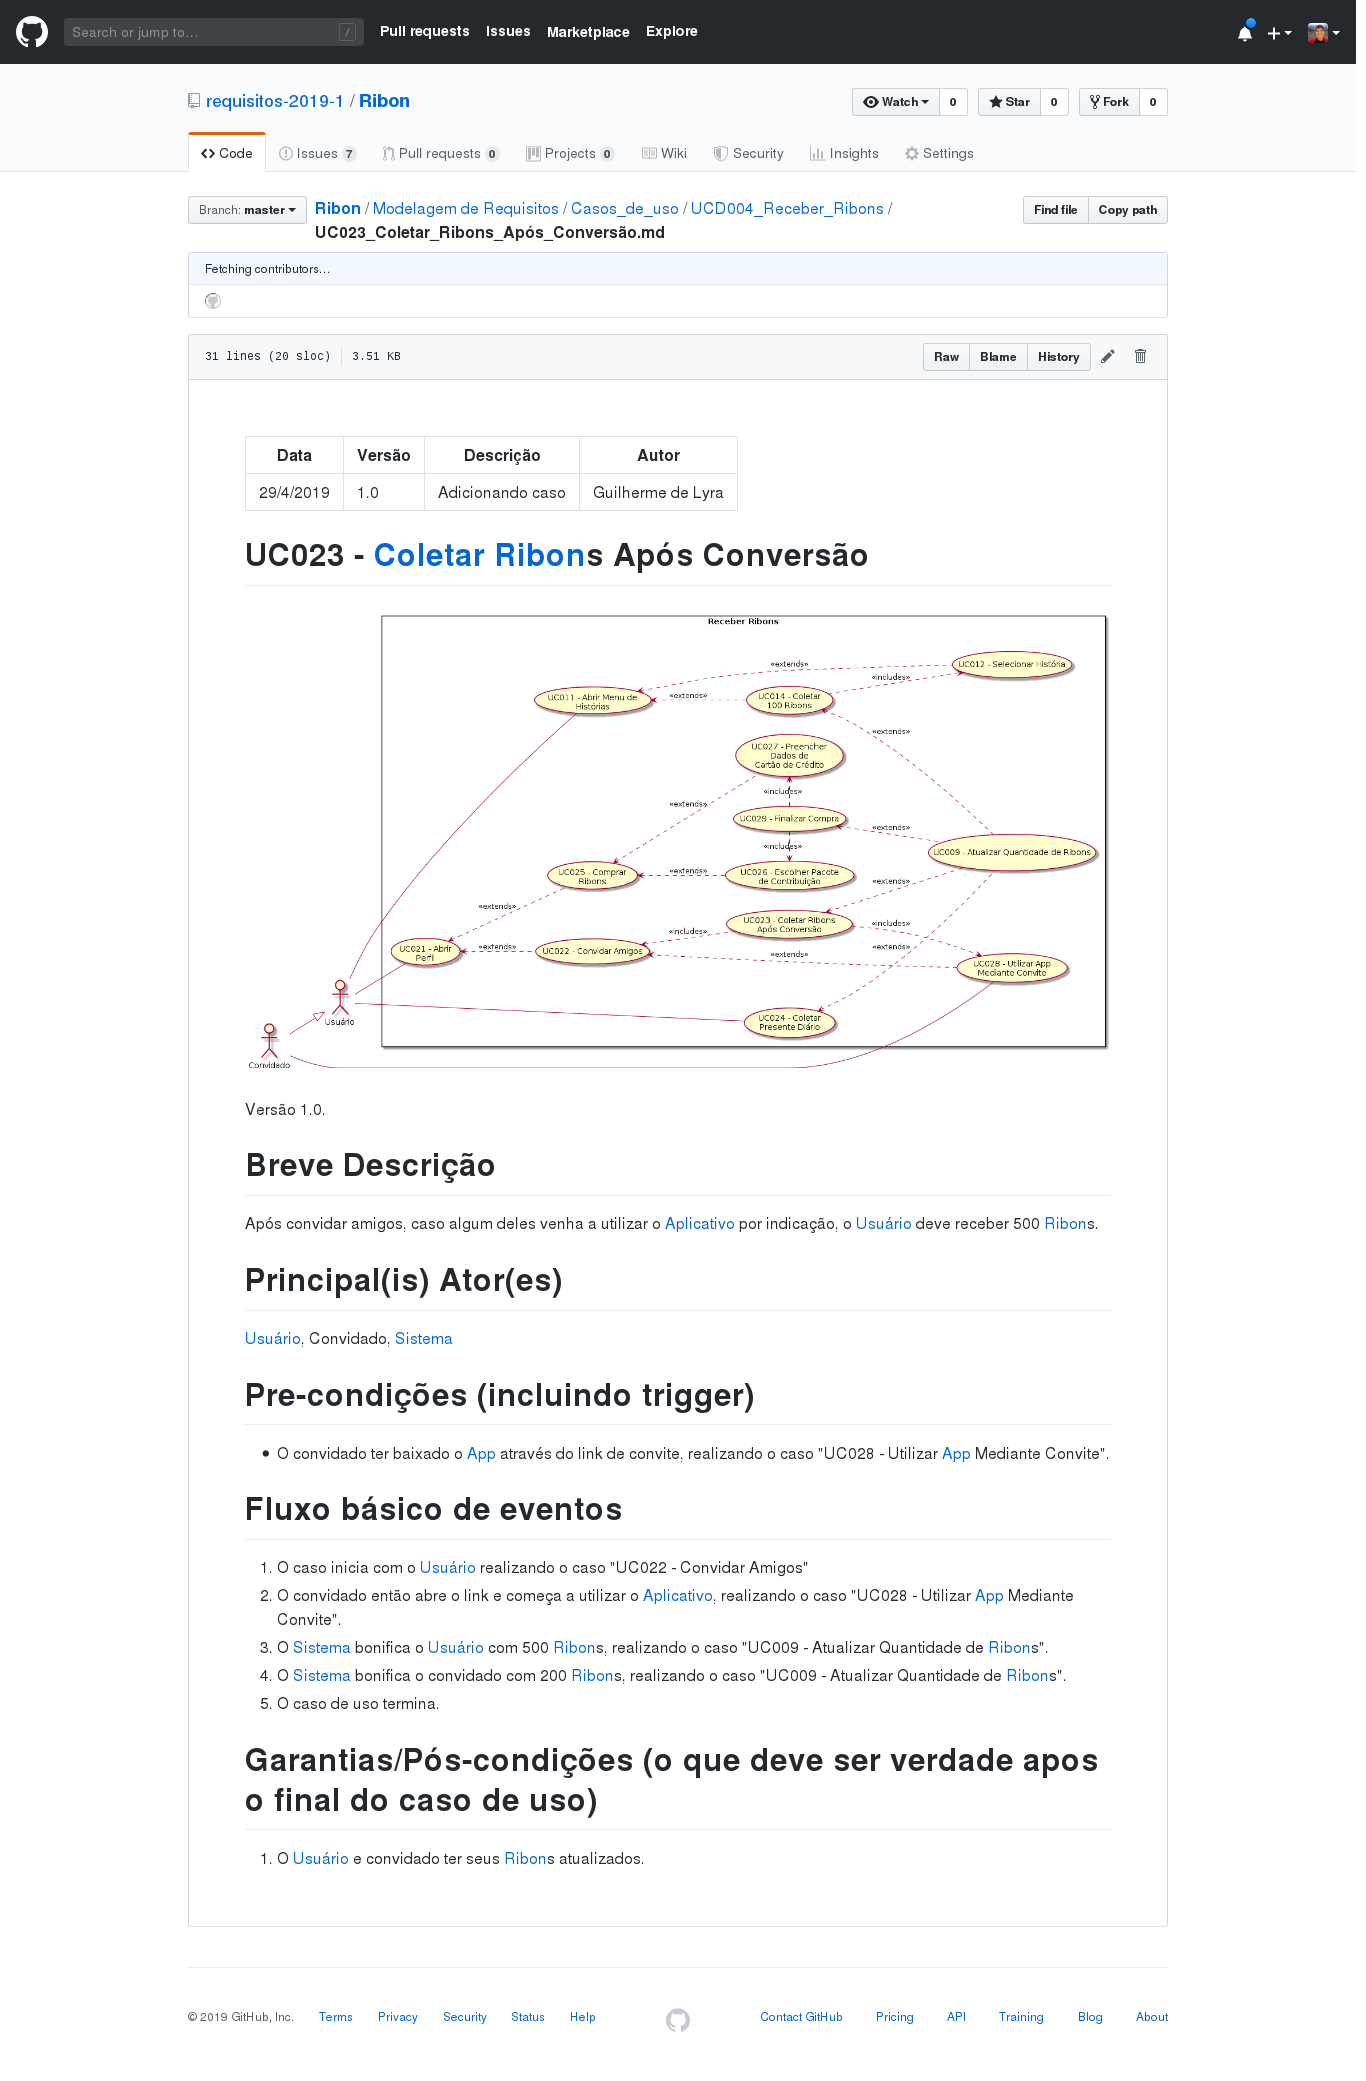 Search or jump to...
/
Pull requests Issues Marketplace Explore
requisitos-2019-1 / Ribon
Watch 0 Star 0 Fork 0
Code Issues 7 Pull requests 0 Projects 0 Wiki Security Insights Settings
Branch: master
Ribon / Modelagem de Requisitos / Casos_de_uso / UCD004_Receber_Ribons /
UC023_Coletar_Ribons_Após_Conversão.md
Find file Copy path
Fetching contributors…
31 lines (20 sloc) 3.51 KB
Raw Blame History
Data Versão Descrição Autor
29/4/2019 1.0 Adicionando caso Guilherme de Lyra
UC023 - Coletar Ribons Após Conversão
Receber Ribons
«extends»
UC012 - Selecionar História
«includes»
UC011 - Abrir Menu de
Histórias
«extends»
UC014 - Coletar
100 Ribons
«extends»
UC027 - Preencher
Dados de
Cartão de Crédito
«includes»
«extends»
UC029 - Finalizar Compra
«extends»
«includes»
UC009 - Atualizar Quantidade de Ribons
UC025 - Comprar
Ribons
«extends»
UC026 - Escolher Pacote
de Contribuição
«extends»
«extends»
UC023 - Coletar Ribons
Após Conversão
«includes»
«includes»
UC021 - Abrir
Perfil
«extends»
UC022 - Convidar Amigos
«extends»
«extends»
UC028 - Utilizar App
Mediante Convite
Usuário
UC024 - Coletar
Presente Diário
Convidado
Versão 1.0.
Breve Descrição
Após convidar amigos, caso algum deles venha a utilizar o Aplicativo por indicação, o Usuário deve receber 500 Ribons.
Principal(is) Ator(es)
Usuário, Convidado, Sistema
Pre-condições (incluindo trigger)
• O convidado ter baixado o App através do link de convite, realizando o caso "UC028 - Utilizar App Mediante Convite".
Fluxo básico de eventos
1. O caso inicia com o Usuário realizando o caso "UC022 - Convidar Amigos"
2. O convidado então abre o link e começa a utilizar o Aplicativo, realizando o caso "UC028 - Utilizar App Mediante
Convite".
3. O Sistema bonifica o Usuário com 500 Ribons, realizando o caso "UC009 - Atualizar Quantidade de Ribons".
4. O Sistema bonifica o convidado com 200 Ribons, realizando o caso "UC009 - Atualizar Quantidade de Ribons".
5. O caso de uso termina.
Garantias/Pós-condições (o que deve ser verdade apos
o final do caso de uso)
1. O Usuário e convidado ter seus Ribons atualizados.
© 2019 GitHub, Inc. Terms Privacy Security Status Help Contact GitHub Pricing API Training Blog About